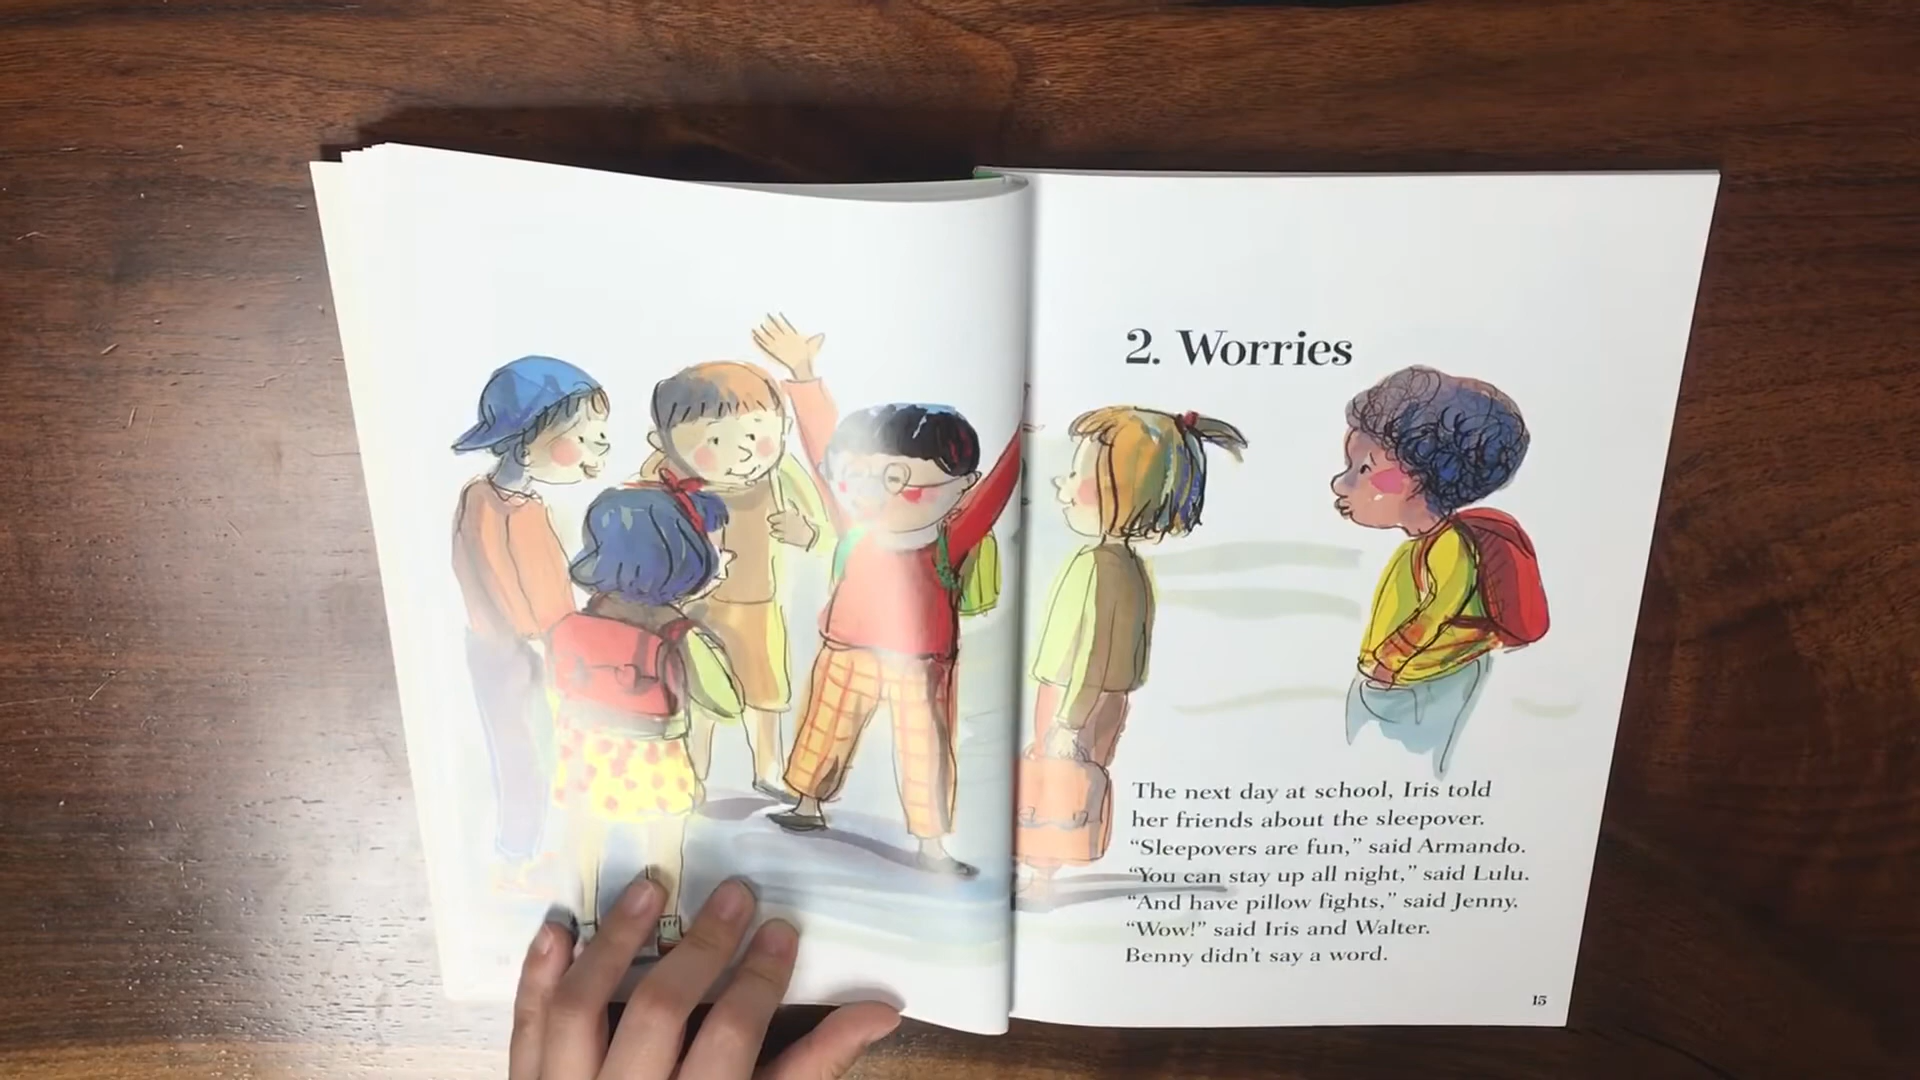 2. Worries
The next day at school, Iris told
her friends about the sleepover.
“Sleepovers are fun,” said Armando.
“You can stay up all night,” said Lulu.
“And have pillow fights,” said Jenny.
“Wow!” said Iris and Walter.
Benny didn’t say a word.
15